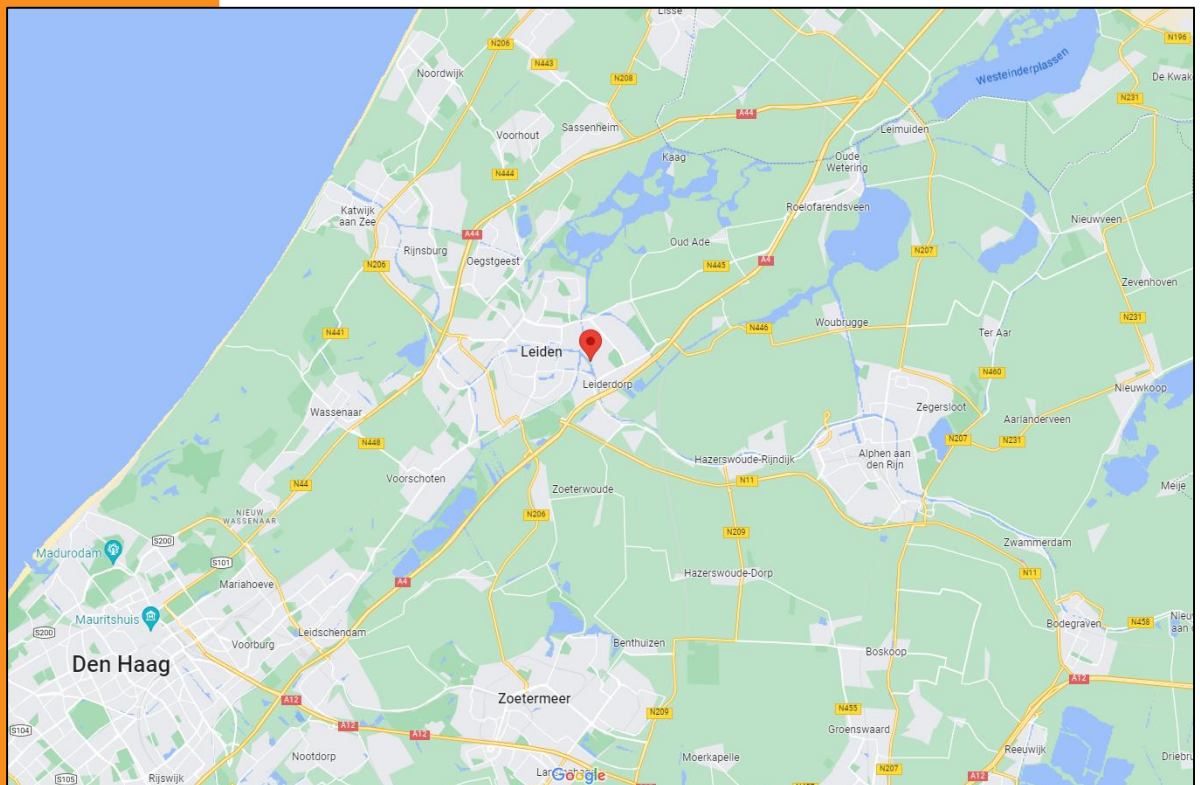 Lisse
N196
N206
N443
Westeinderplassen
Noordwijk
N208
De Kwake
N231
A44
Sassenheim
Voorhout
Leimuiden
Kaag
Oude
Wetering
N444
Katwijk
aan Zee
Roelofarendsveen
Nieuwveen
A44
Rijnsburg
Oud Ade
Oegstgeest
N207
N206
A4
N445
Zevenhoven
N231
Woubrugge
N446
N441
Ter Aar
Leiden
N460
Leiderdorp
Nieuwkoop
Wassenaar
Zegersloot
Aarlanderveen
N448
N207
N231
Alphen aan
den Rijn
Hazerswoude-Rijndijk
Voorschoten
N11
N44
Zoeterwoude
Meije
NIEUW
WASSENAAR
N206
N209
S200
Zwammerdam
Madurodam
S101
Hazerswoude-Dorp
N11
A4
Mariahoeve
Mauritshuis
Nieuw
aan
N458
Bodegraven
S200
Leidschendam
Voorburg
Benthuizen
Boskoop
Den Haag
A12
Zoetermeer
A12
N455
N209
A12
S104
A12
Groenswaard
Reeuwijk
Nootdorp
Moerkapelle
Driebru
N207
A12
Rijswijk
S105
Google